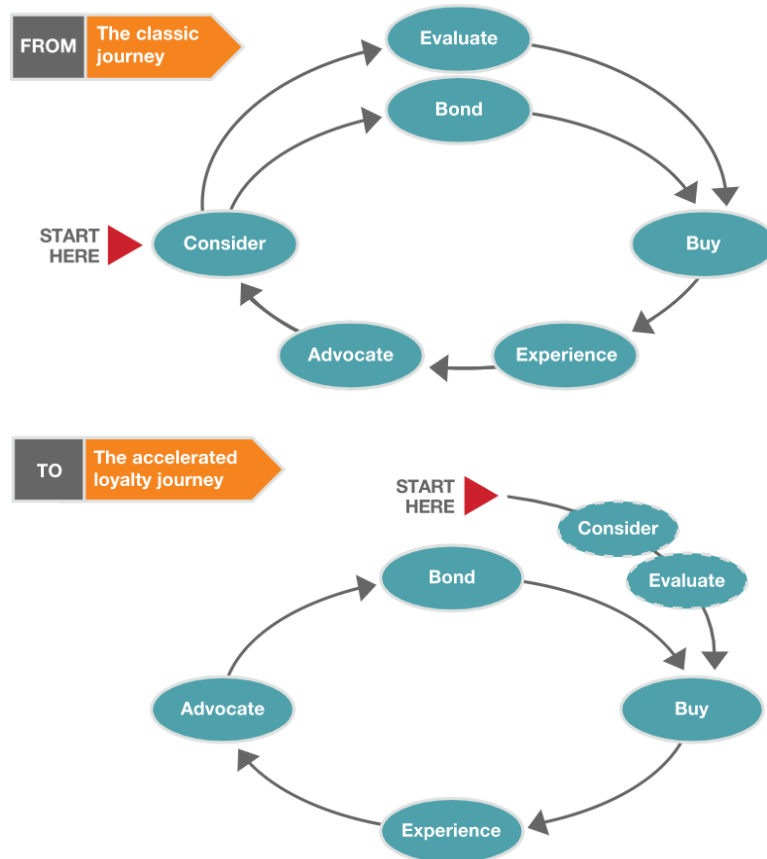 FROM
The classic
journey
Evaluate
Bond
START
HERE
Consider
Buy
Advocate
Experience
TO
The accelerated
loyalty journey
START
HERE
Consider
Evaluate
Bond
Advocate
Buy
Experience